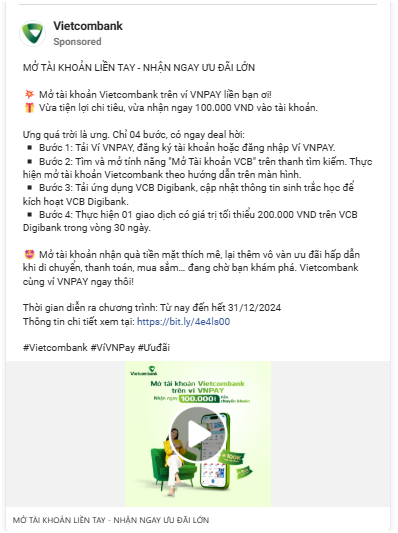 Vietcombank
Sponsored
MỞ TÀI KHOẢN LIỀN TAY - NHẬN NGAY ƯU ĐÃI LỚN
💥 Mở tài khoản Vietcombank trên ví VNPAY liền bạn ơi!
🎁 Vừa tiện lợi chi tiêu, vừa nhận ngay 100.000 VND vào tài khoản.
Ưng quá trời là ưng. Chỉ 04 bước, có ngay deal hời:
▪ Bước 1: Tải Ví VNPAY, đăng ký tài khoản hoặc đăng nhập Ví VNPAY.
▪ Bước 2: Tìm và mở tính năng "Mở Tài khoản VCB" trên thanh tìm kiếm. Thực
hiện mở tài khoản Vietcombank theo hướng dẫn trên màn hình.
▪ Bước 3: Tải ứng dụng VCB Digibank, cập nhật thông tin sinh trắc học để
kích hoạt VCB Digibank.
▪ Bước 4: Thực hiện 01 giao dịch có giá trị tối thiểu 200.000 VND trên VCB
Digibank trong vòng 30 ngày.
🤩 Mở tài khoản nhận quà tiền mặt thích mê, lại thêm vô vàn ưu đãi hấp dẫn
khi di chuyển, thanh toán, mua sắm... đang chờ bạn khám phá. Vietcombank
cùng ví VNPAY ngay thôi!
Thời gian diễn ra chương trình: Từ nay đến hết 31/12/2024
Thông tin chi tiết xem tại: https://bit.ly/4e4ls00
#Vietcombank #VíVNPay #Ưuđãi
Vietcombank
Mở tài khoản Vietcombank
trên ví VNPAY
Nhận ngay 100.000đ tiền chuyển khoản
+100K
MỞ TÀI KHOẢN LIỀN TAY - NHẬN NGAY ƯU ĐÃI LỚN